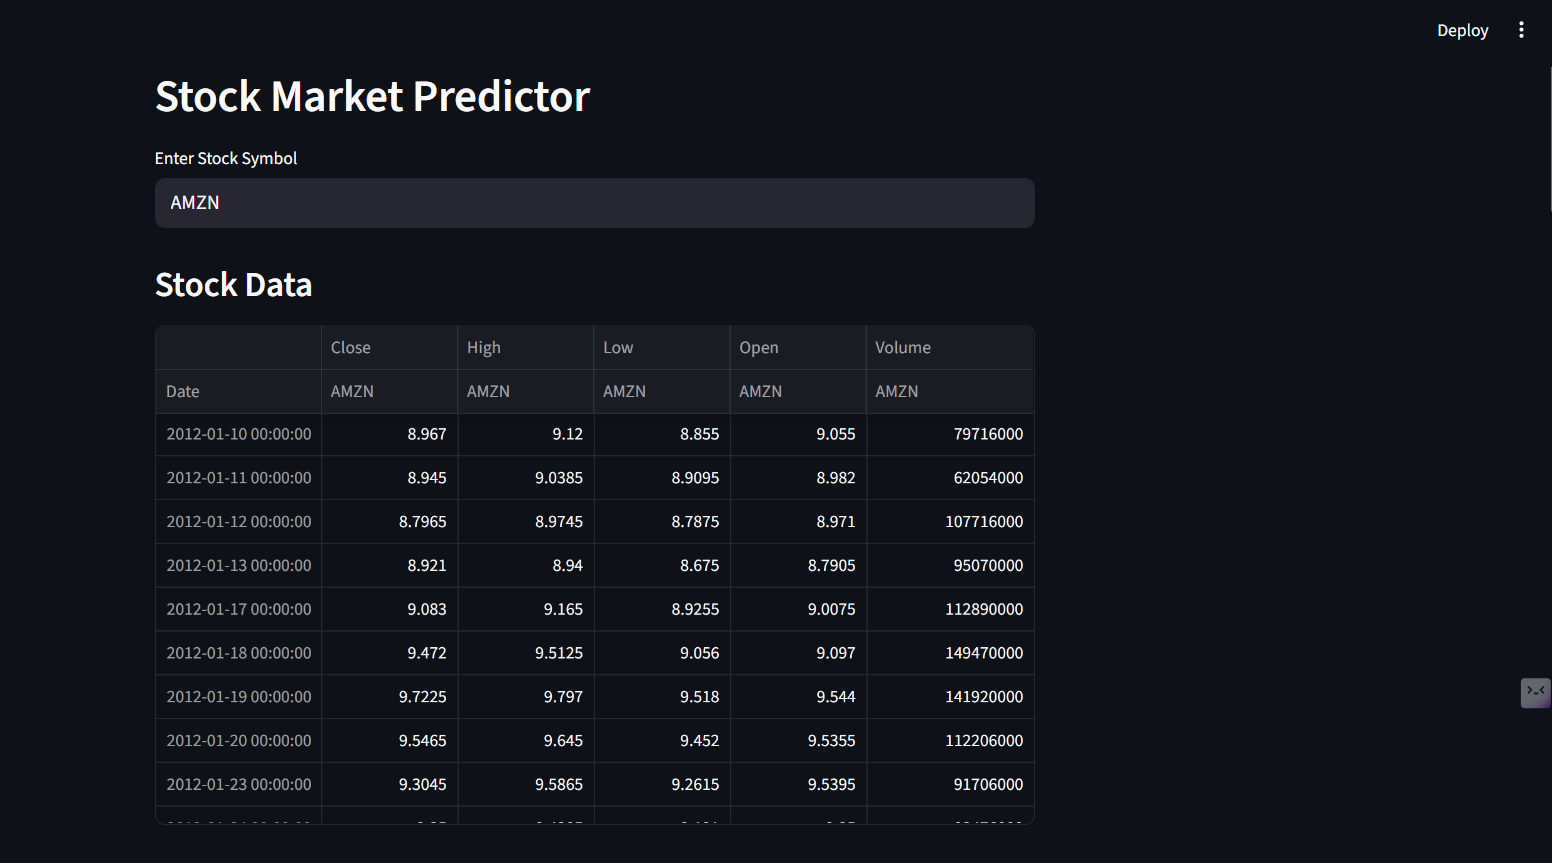 Deploy
Stock Market Predictor
Enter Stock Symbol
AMZN
Stock Data
Close High Low Open Volume
Date AMZN AMZN AMZN AMZN AMZN
2012-01-10 00:00:00 8.967 9.12 8.855 9.055 79716000
2012-01-11 00:00:00 8.945 9.0385 8.9095 8.982 62054000
2012-01-12 00:00:00 8.7965 8.9745 8.7875 8.971 107716000
2012-01-13 00:00:00 8.921 8.94 8.675 8.7905 95070000
2012-01-17 00:00:00 9.083 9.165 8.9255 9.0075 112890000
2012-01-18 00:00:00 9.472 9.5125 9.056 9.097 149470000
2012-01-19 00:00:00 9.7225 9.797 9.518 9.544 141920000
2012-01-20 00:00:00 9.5465 9.645 9.452 9.5355 112206000
2012-01-23 00:00:00 9.3045 9.5865 9.2615 9.5395 91706000